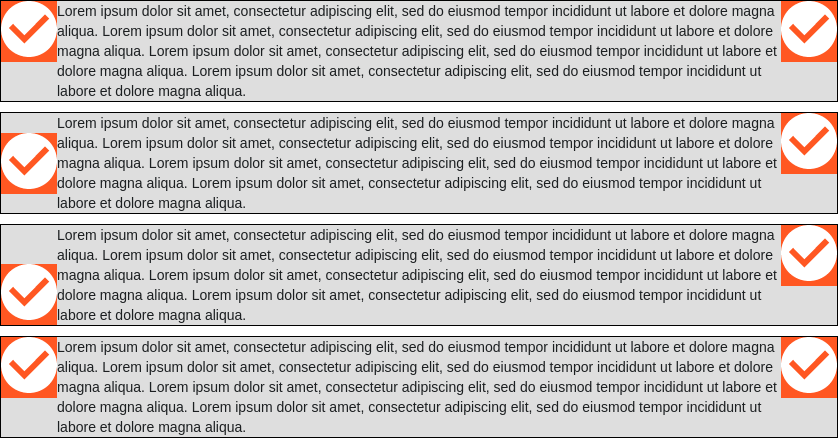 Lorem ipsum dolor sit amet, consectetur adipiscing elit, sed do eiusmod tempor incididunt ut labore et dolore magna
aliqua. Lorem ipsum dolor sit amet, consectetur adipiscing elit, sed do eiusmod tempor incididunt ut labore et dolore
magna aliqua. Lorem ipsum dolor sit amet, consectetur adipiscing elit, sed do eiusmod tempor incididunt ut labore et
dolore magna aliqua. Lorem ipsum dolor sit amet, consectetur adipiscing elit, sed do eiusmod tempor incididunt ut
labore et dolore magna aliqua.
Lorem ipsum dolor sit amet, consectetur adipiscing elit, sed do eiusmod tempor incididunt ut labore et dolore magna
aliqua. Lorem ipsum dolor sit amet, consectetur adipiscing elit, sed do eiusmod tempor incididunt ut labore et dolore
magna aliqua. Lorem ipsum dolor sit amet, consectetur adipiscing elit, sed do eiusmod tempor incididunt ut labore et
dolore magna aliqua. Lorem ipsum dolor sit amet, consectetur adipiscing elit, sed do eiusmod tempor incididunt ut
labore et dolore magna aliqua.
Lorem ipsum dolor sit amet, consectetur adipiscing elit, sed do eiusmod tempor incididunt ut labore et dolore magna
aliqua. Lorem ipsum dolor sit amet, consectetur adipiscing elit, sed do eiusmod tempor incididunt ut labore et dolore
magna aliqua. Lorem ipsum dolor sit amet, consectetur adipiscing elit, sed do eiusmod tempor incididunt ut labore et
dolore magna aliqua. Lorem ipsum dolor sit amet, consectetur adipiscing elit, sed do eiusmod tempor incididunt ut
labore et dolore magna aliqua.
Lorem ipsum dolor sit amet, consectetur adipiscing elit, sed do eiusmod tempor incididunt ut labore et dolore magna
aliqua. Lorem ipsum dolor sit amet, consectetur adipiscing elit, sed do eiusmod tempor incididunt ut labore et dolore
magna aliqua. Lorem ipsum dolor sit amet, consectetur adipiscing elit, sed do eiusmod tempor incididunt ut labore et
dolore magna aliqua. Lorem ipsum dolor sit amet, consectetur adipiscing elit, sed do eiusmod tempor incididunt ut
labore et dolore magna aliqua.